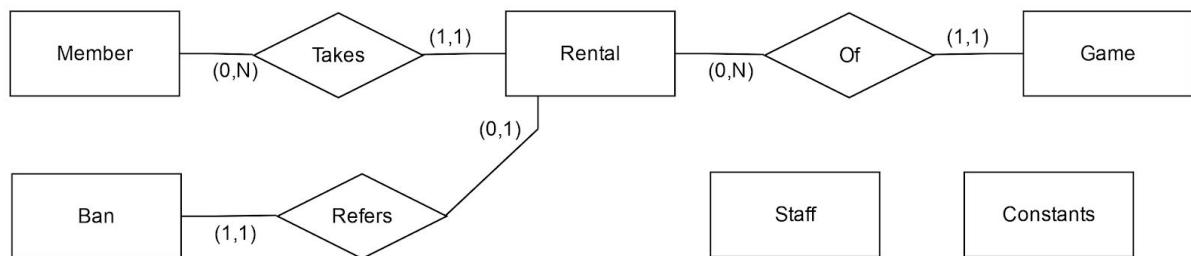 Member
(0,N)
Takes
(1,1)
Rental
(0,N)
Of
(1,1)
Game
(0,1)
Ban
(1,1)
Refers
Staff
Constants